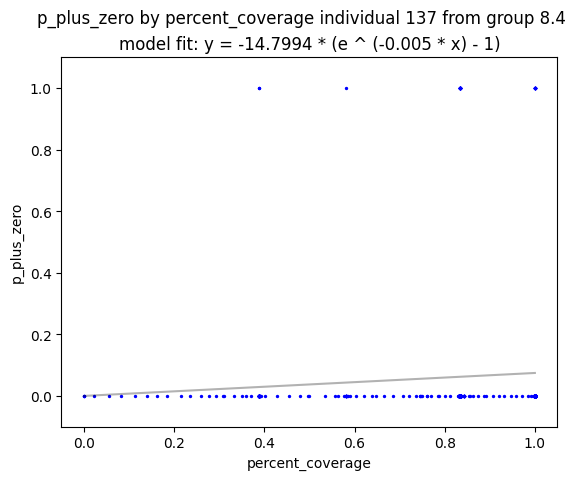 p_plus_zero by percent_coverage individual 137 from group 8.4
model fit: y = -14.7994 * (e ^ (-0.005 * x) - 1)
1.0
0.8
0.6
0.4
0.2
0.0
p_plus_zero
0.0 0.2 0.4 0.6 0.8 1.0
percent_coverage